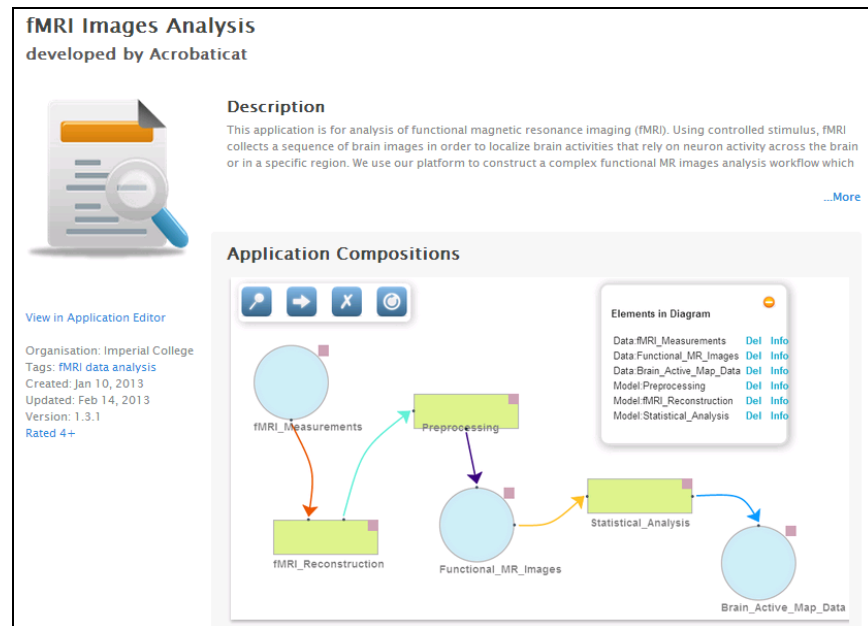 fMRI Images Analysis
developed by Acrobaticat
Description
This application is for analysis of functional magnetic resonance imaging (fMRI). Using controlled stimulus, fMRI
collects a sequence of brain images in order to localize brain activities that rely on neuron activity across the brain
or in a specific region. We use our platform to construct a complex functional MR images analysis workflow which
...More
View in Application Editor
Organisation: Imperial College
Tags: fMRI data analysis
Created: Jan 10, 2013
Updated: Feb 14, 2013
Version: 1.3.1
Rated 4+
Application Compositions
Elements in Diagram
Data:fMRI_Measurements Del Info
Data:Functional_MR_Images Del Info
Data:Brain_Active_Map_Data Del Info
Model:Preprocessing Del Info
Model:fMRI_Reconstruction Del Info
Model:Statistical_Analysis Del Info
fMRI_Measurements
Preprocessing
fMRI_Reconstruction
Functional_MR_Images
Statistical_Analysis
Brain_Active_Map_Data